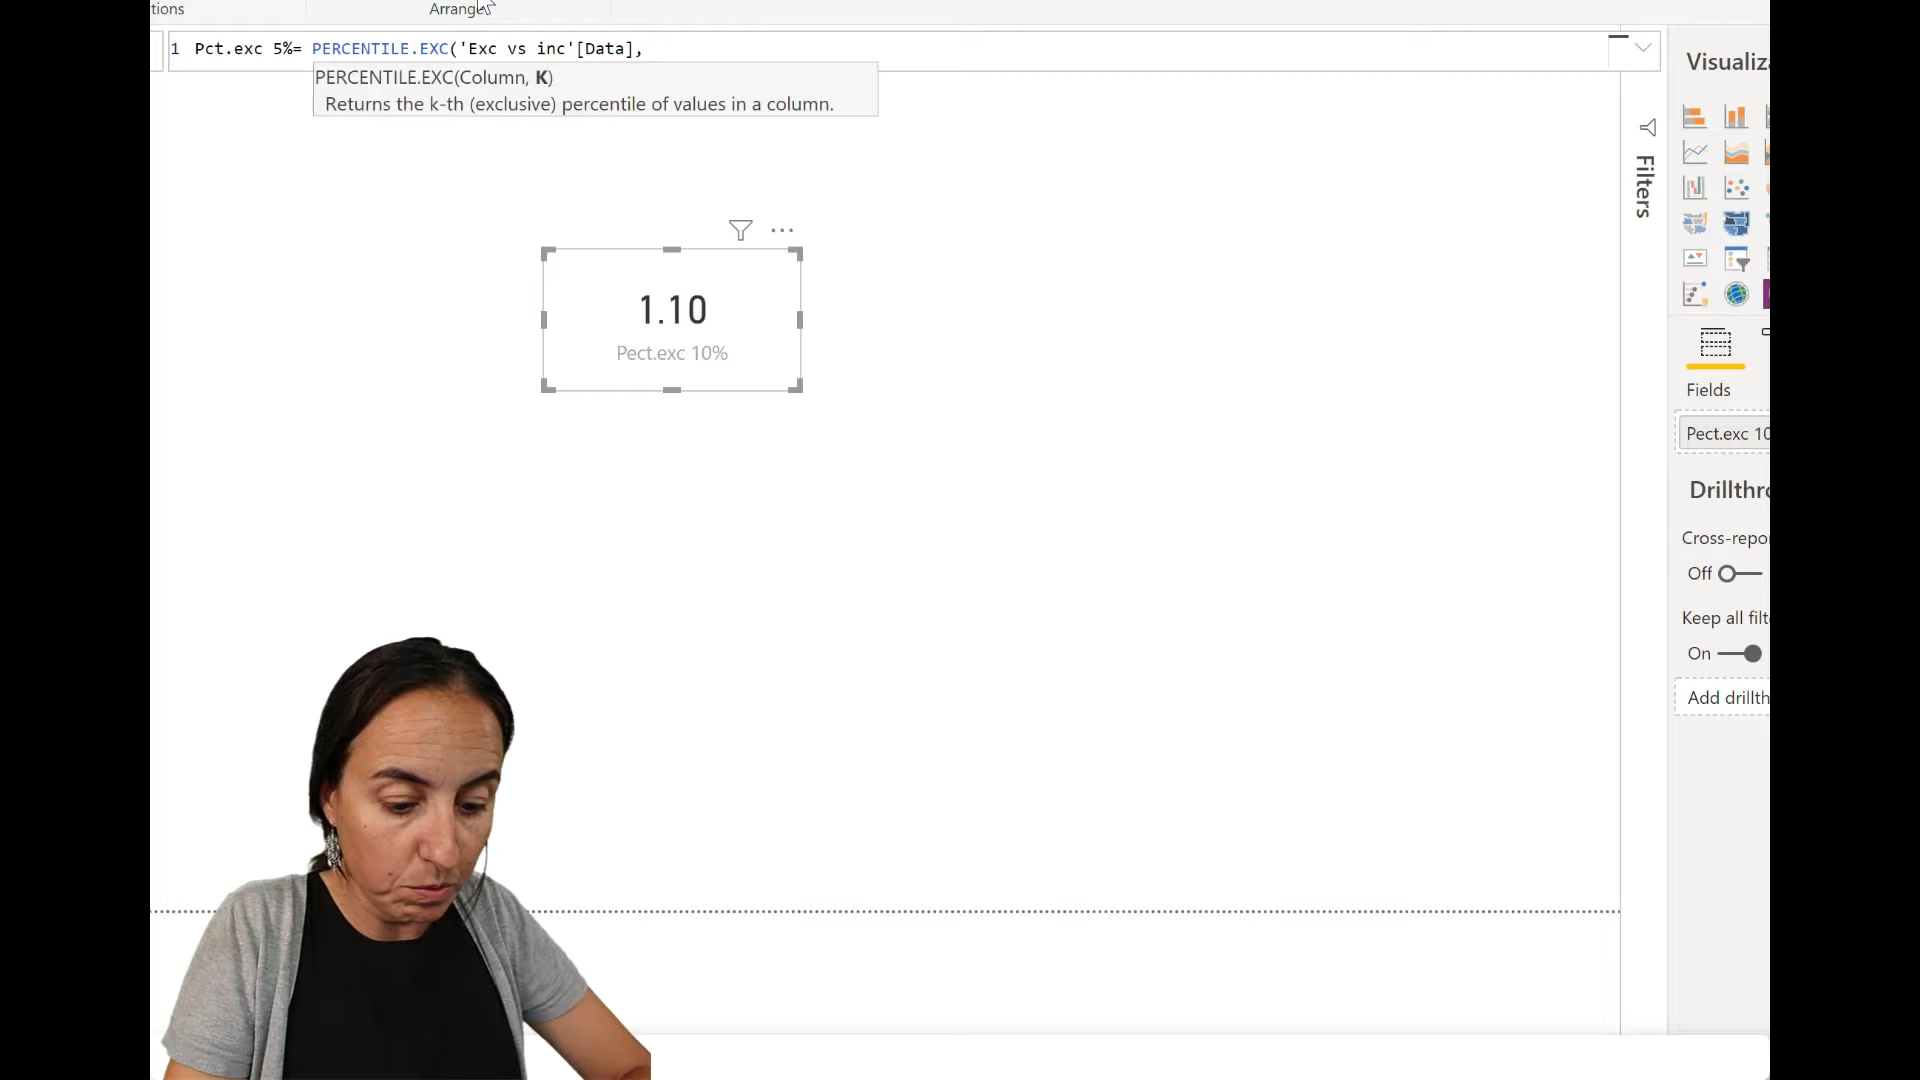 tions
Arrange
1 Pct.exc 5%= PERCENTILE.EXC('Exc vs inc'[Data],
PERCENTILE.EXC(Column, K)
Returns the k-th (exclusive) percentile of values in a column.
Visualiza
Filters
1.10
Pect.exc 10%
Fields
Pect.exc 10
Drillthro
Cross-repo
Off
Keep all filt
On
Add drillth